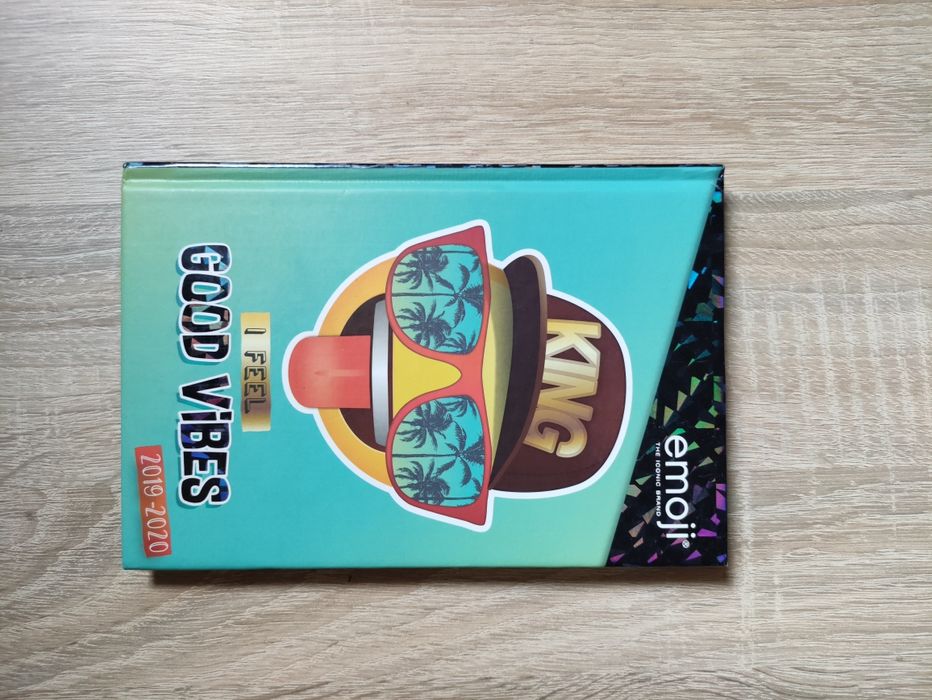 emoji®
THE ICONIC BRAND
KING
I FEEL
GOOD ViBES
2019-2020